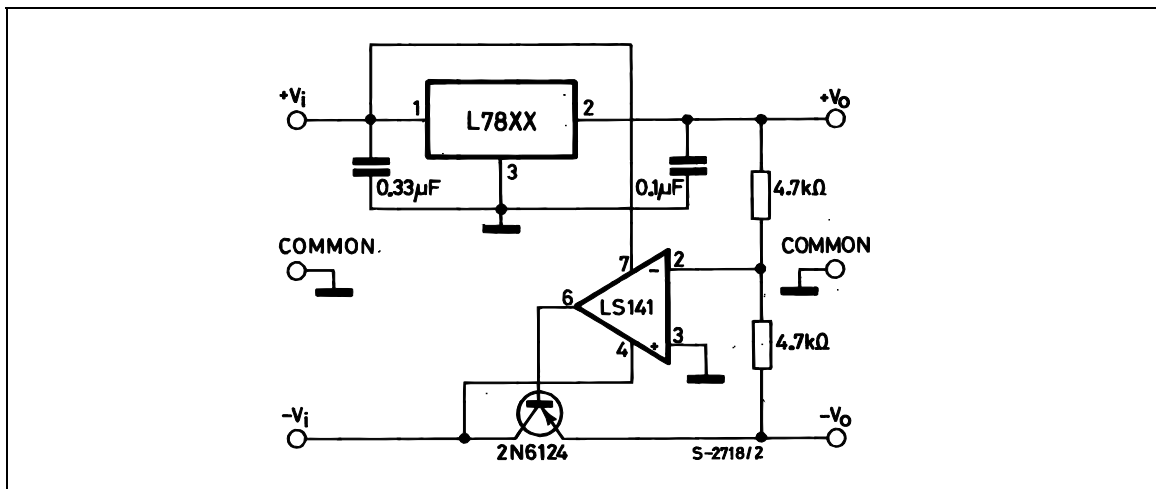 +Vi
1
L78XX
2
+Vo
3
0.33µF
0.1µF
4.7kΩ
COMMON
COMMON
7
2
-
6
LS141
4
+
3
4.7kΩ
-Vi
-Vo
2N6124
S-2718/2